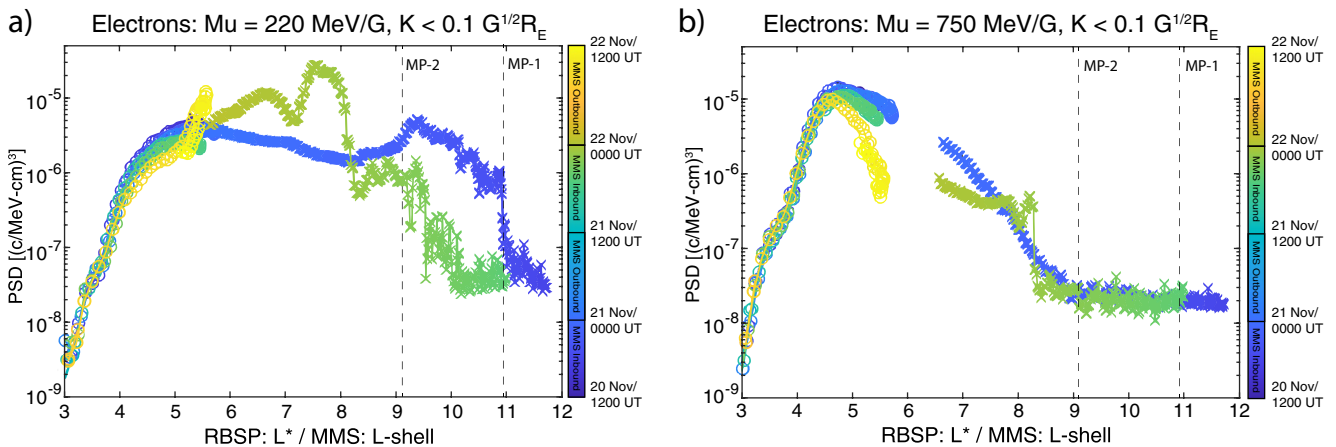 a)
Electrons: Mu = 220 MeV/G, K < 0.1 G1/2RE
MP-2
MP-1
PSD [(c/MeV-cm)3]
10-5
10-6
10-7
10-8
10-9
3 4 5 6 7 8 9 10 11 12
RBSP: L* / MMS: L-shell
22 Nov/
1200 UT
MMS Outbound
22 Nov/
0000 UT
MMS Inbound
21 Nov/
1200 UT
MMS Outbound
21 Nov/
0000 UT
MMS Inbound
20 Nov/
1200 UT
b)
Electrons: Mu = 750 MeV/G, K < 0.1 G1/2RE
MP-2
MP-1
PSD [(c/MeV-cm)3]
10-5
10-6
10-7
10-8
10-9
3 4 5 6 7 8 9 10 11 12
RBSP: L* / MMS: L-shell
22 Nov/
1200 UT
MMS Outbound
22 Nov/
0000 UT
MMS Inbound
21 Nov/
1200 UT
MMS Outbound
21 Nov/
0000 UT
MMS Inbound
20 Nov/
1200 UT